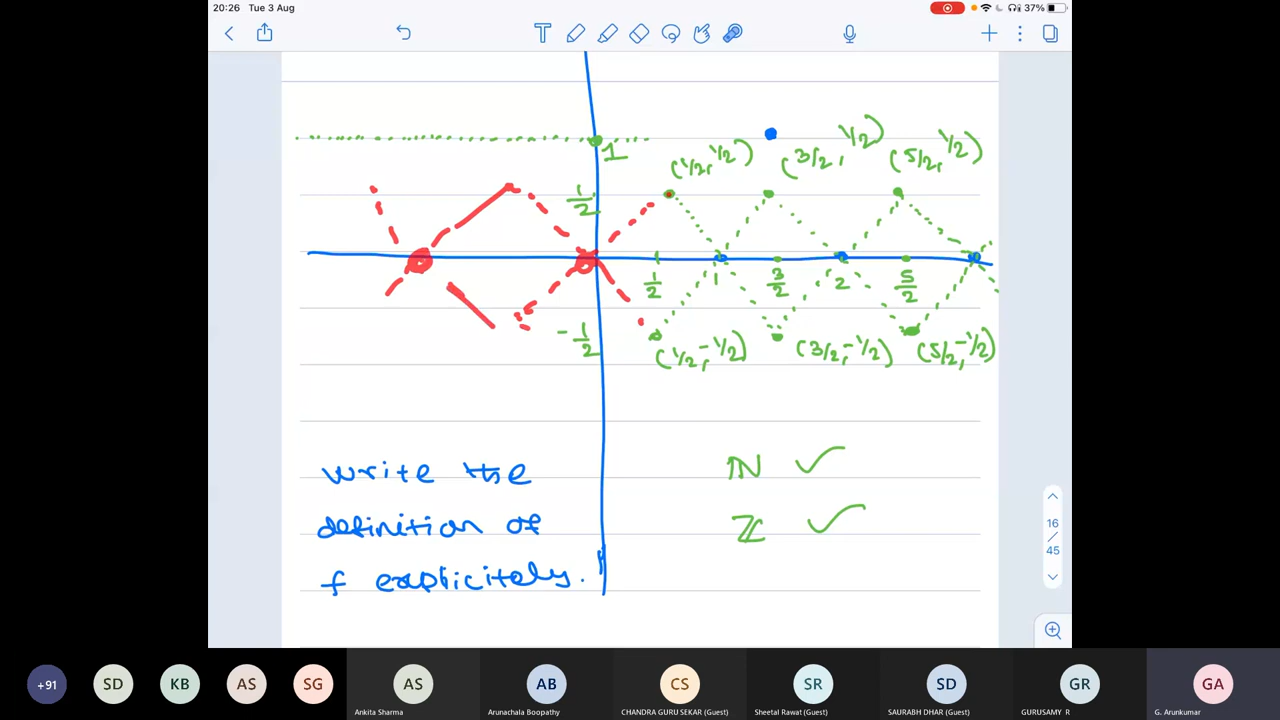 20:26 Tue 3 Aug
37%
T
1
(1/2, 1/2)
(3/2, 1/2)
(5/2, 1/2)
1/2
1/2
1
3/2
2
5/2
-1/2
(1/2, -1/2)
(3/2, -1/2)
(5/2, -1/2)
write the
definition of
f explicitely.
ℕ ✓
ℤ ✓
16
/
45
+91
SD
KB
AS
SG
AS
AB
CS
SR
SD
GR
GA
Ankita Sharma
Arunachala Boopathy
CHANDRA GURU SEKAR (Guest)
Sheetal Rawat (Guest)
SAURABH DHAR (Guest)
GURUSAMY R
G. Arunkumar